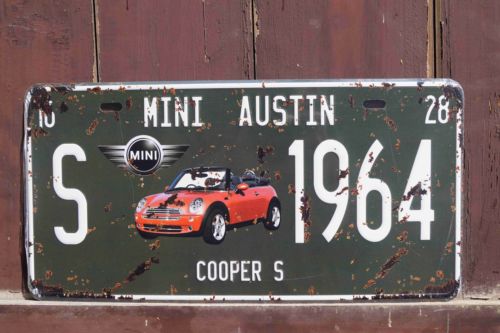 MINI AUSTIN
10 28
MINI
S 1964
COOPER S